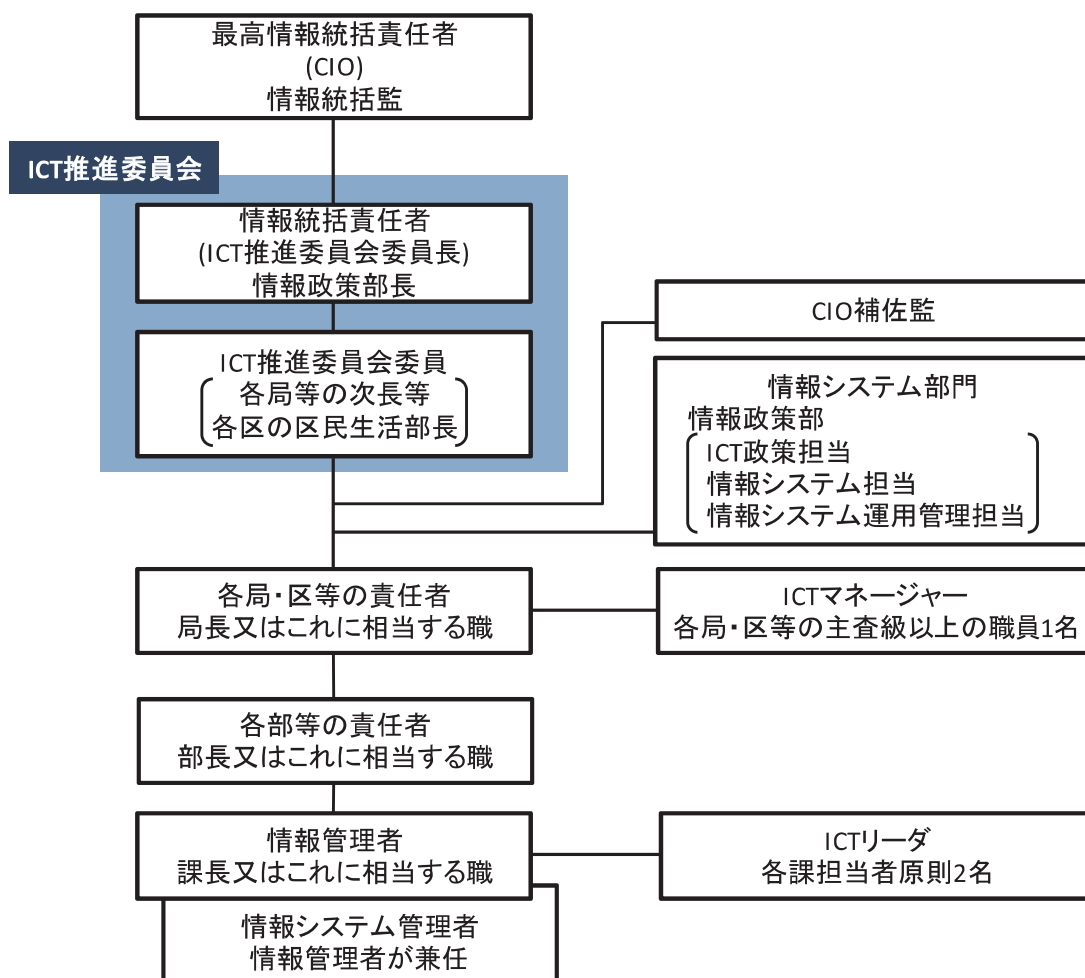 最高情報統括責任者
(CIO)
情報統括監
ICT推進委員会
情報統括責任者
(ICT推進委員会委員長)
情報政策部長
ICT推進委員会委員
各局等の次長等
各区の区民生活部長
CIO補佐監
情報システム部門
情報政策部
ICT政策担当
情報システム担当
情報システム運用管理担当
各局・区等の責任者
局長又はこれに相当する職
ICTマネージャー
各局・区等の主査級以上の職員1名
各部等の責任者
部長又はこれに相当する職
情報管理者
課長又はこれに相当する職
ICTリーダ
各課担当者原則2名
情報システム管理者
情報管理者が兼任